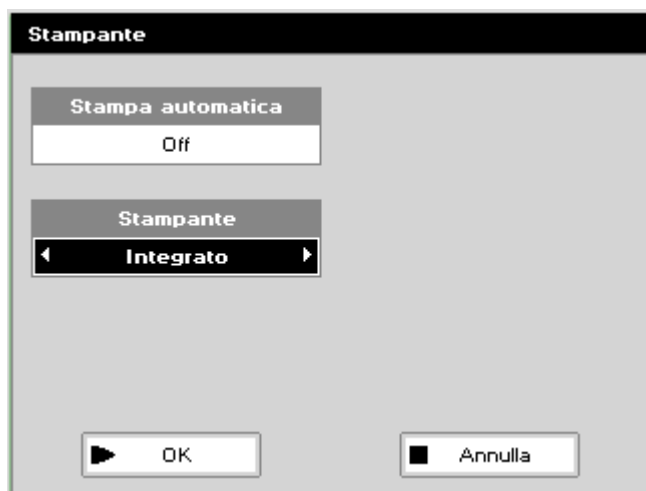 Stampante
Stampa automatica
Off
Stampante
Integrato
OK
Annulla